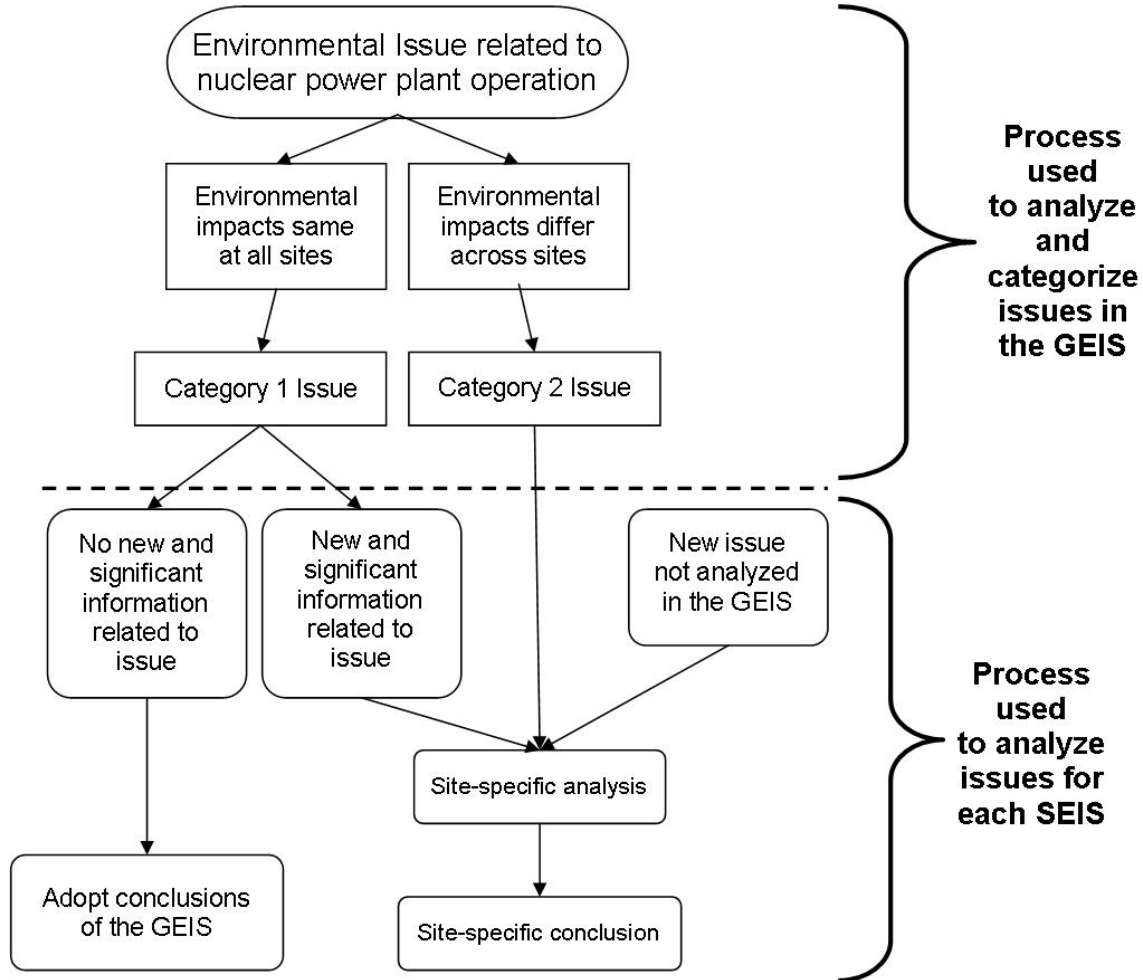 Environmental Issue related to
nuclear power plant operation
Environmental
impacts same
at all sites
Environmental
impacts differ
across sites
Category 1 Issue
Category 2 Issue
Process
used
to analyze
and
categorize
issues in
the GEIS
No new and
significant
information
related to
issue
New and
significant
information
related to
issue
New issue
not analyzed
in the GEIS
Site-specific analysis
Adopt conclusions
of the GEIS
Site-specific conclusion
Process
used
to analyze
issues for
each SEIS